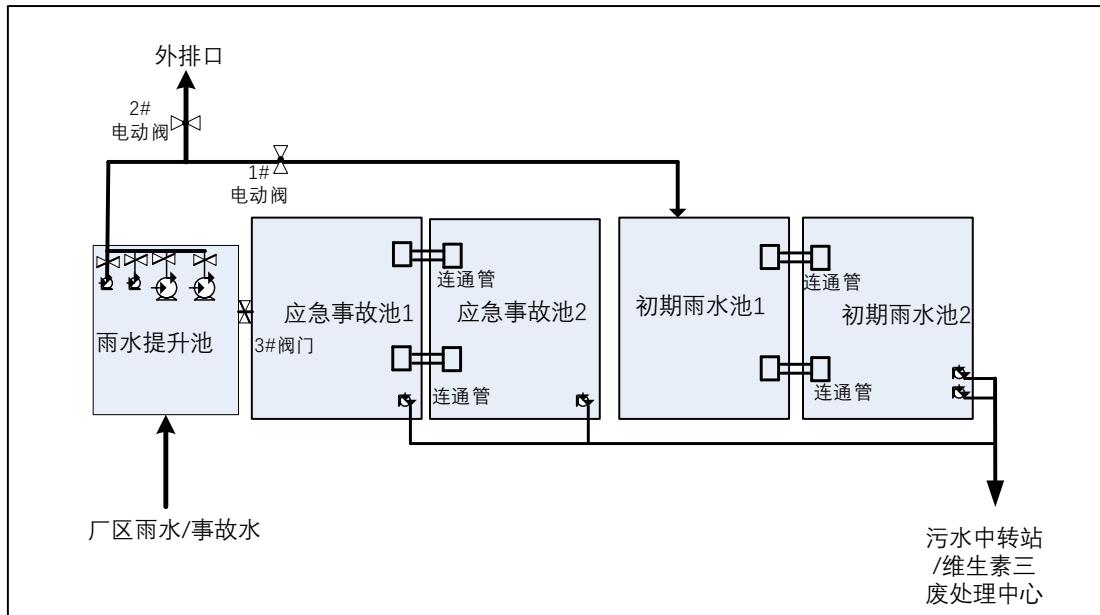 外排口
2#
电动阀
1#
电动阀
连通管
连通管
应急事故池1
应急事故池2
初期雨水池1
初期雨水池2
雨水提升池
3#阀门
连通管
连通管
厂区雨水/事故水
污水中转站
/维生素三
废处理中心